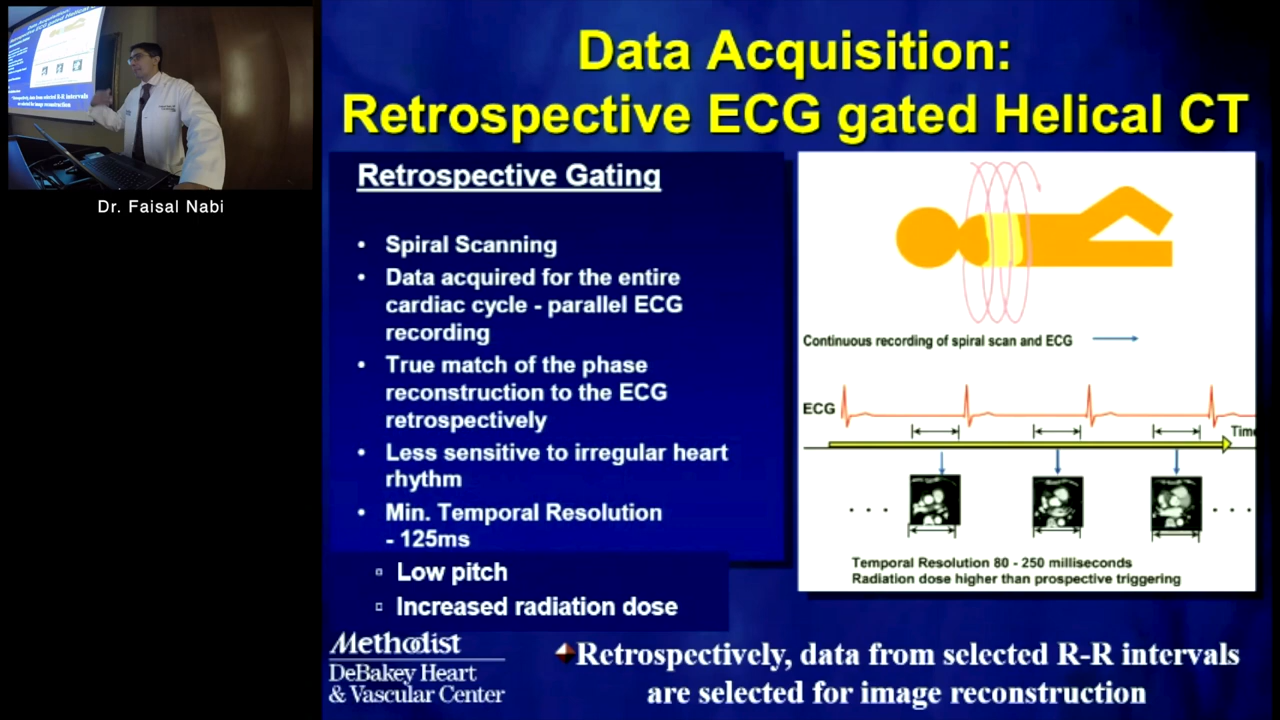 Data Acquisition:
Retrospective ECG gated Helical CT
Dr. Faisal Nabi
Retrospective Gating
• Spiral Scanning
• Data acquired for the entire
cardiac cycle - parallel ECG
recording
• True match of the phase
reconstruction to the ECG
retrospectively
• Less sensitive to irregular heart
rhythm
• Min. Temporal Resolution
- 125ms
▫ Low pitch
▫ Increased radiation dose
Continuous recording of spiral scan and ECG
ECG
Time
. . .
. . .
Temporal Resolution 80 - 250 milliseconds
Radiation dose higher than prospective triggering
Methodist
DeBakey Heart
& Vascular Center
Retrospectively, data from selected R-R intervals
are selected for image reconstruction